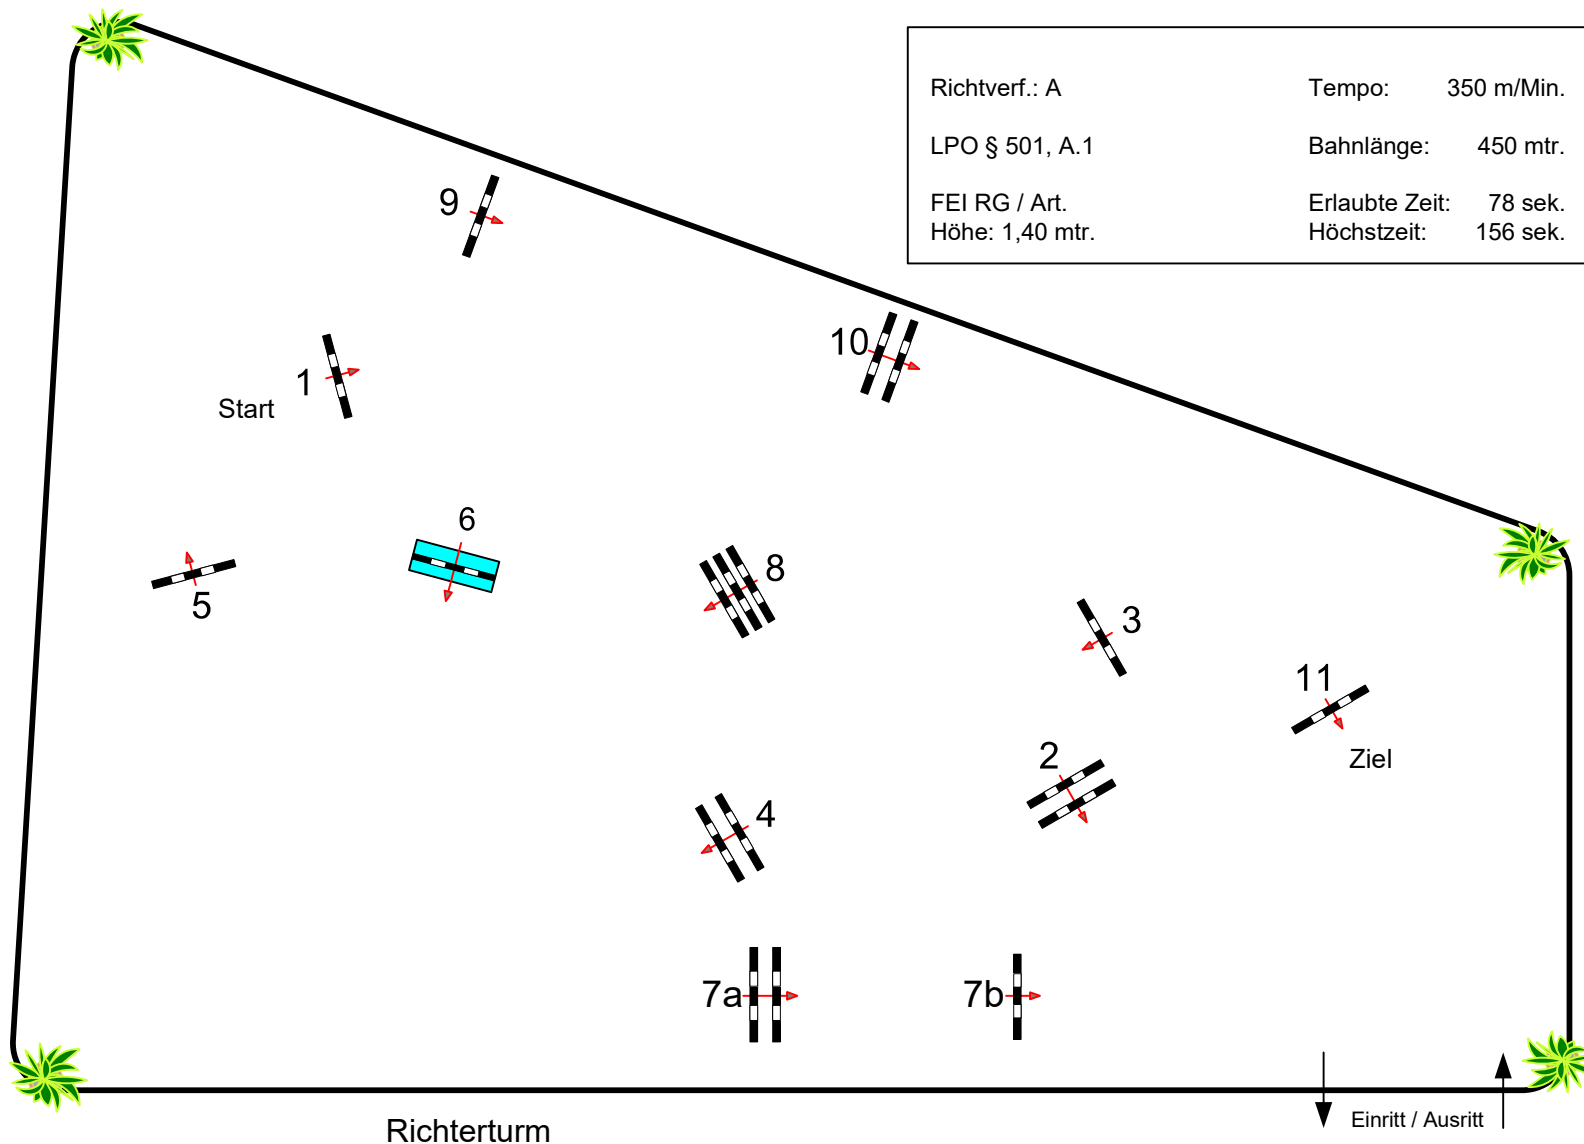 Richtverf.: A Tempo: 350 m/Min.
LPO § 501, A.1 Bahnlänge: 450 mtr.
FEI RG / Art. Erlaubte Zeit: 78 sek.
Höhe: 1,40 mtr. Höchstzeit: 156 sek.
9
10
1
Start
6
8
5
3
11
2
Ziel
4
7a
7b
Einritt / Ausritt
Richterturm